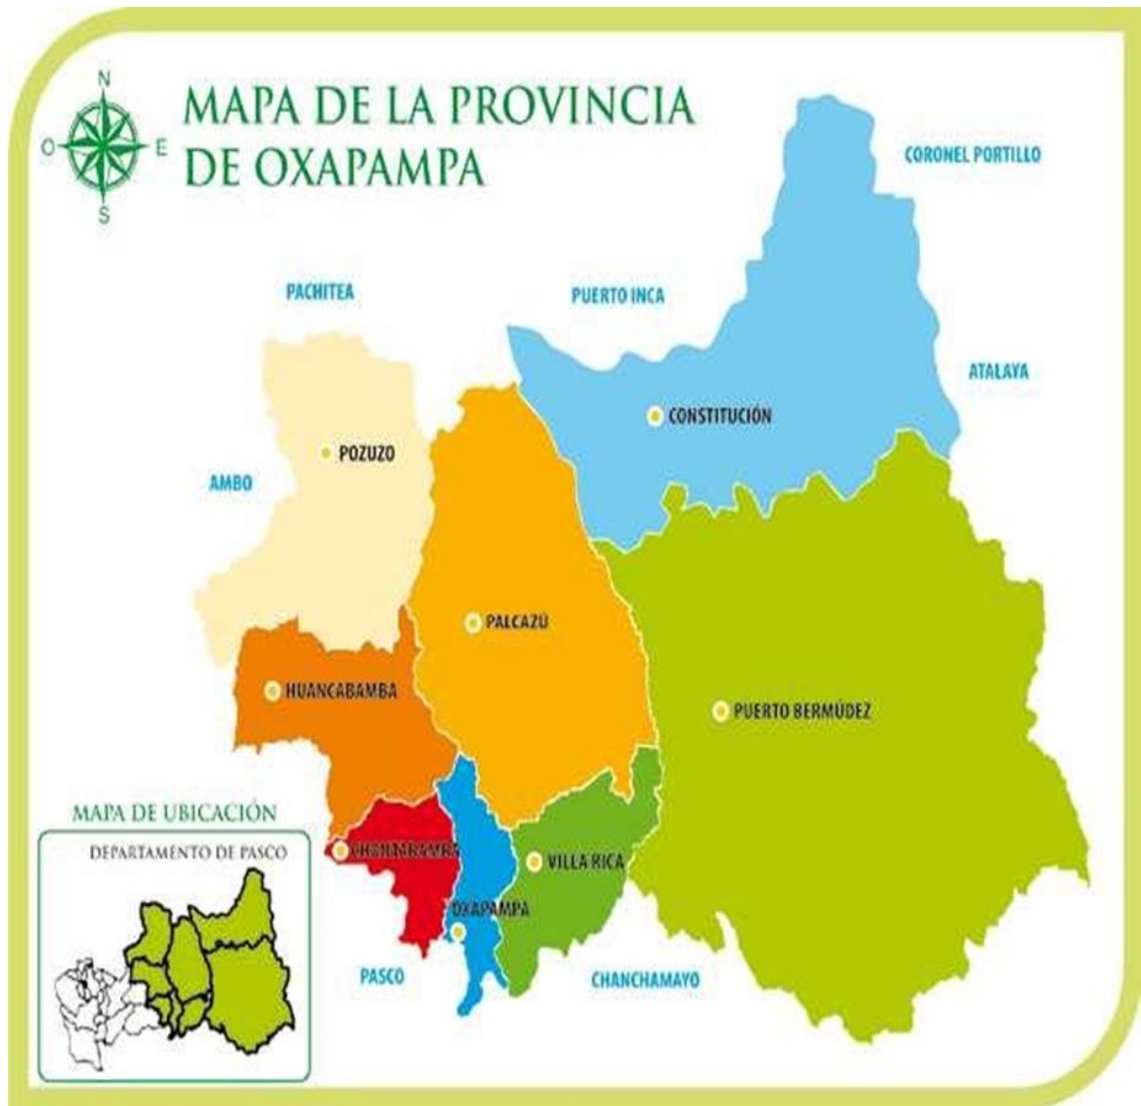 N
O
E
S
MAPA DE LA PROVINCIA
DE OXAPAMPA
CORONEL PORTILLO
PACHITEA
PUERTO INCA
ATALAYA
CONSTITUCIÓN
POZUZO
AMBO
PALCAZÚ
HUANCABAMBA
PUERTO BERMÚDEZ
CHONTABAMBA
VILLA RICA
OXAPAMPA
PASCO
CHANCHAMAYO
MAPA DE UBICACIÓN
DEPARTAMENTO DE PASCO